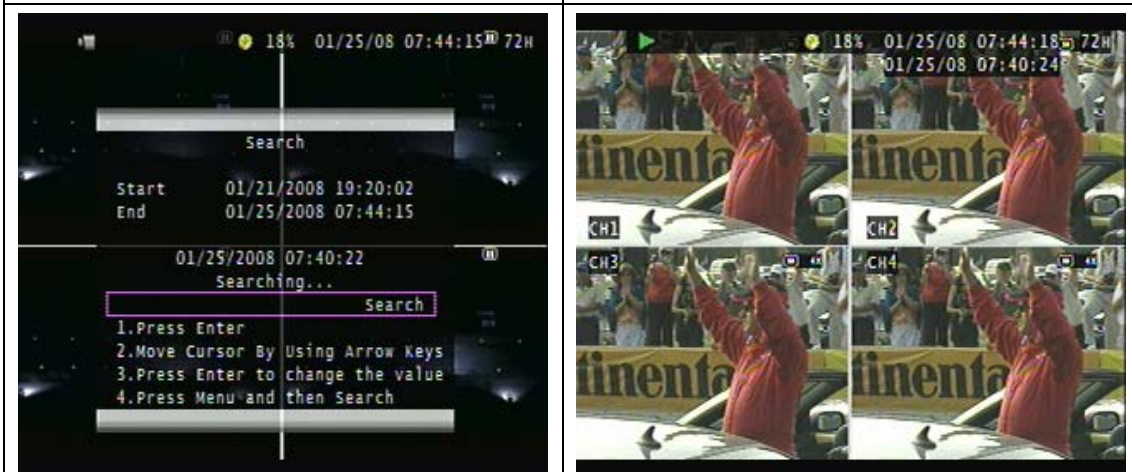 18% 01/25/08 07:44:15 72H
Search
Start 01/21/2008 19:20:02
End 01/25/2008 07:44:15
01/25/2008 07:40:22
Searching...
Search
1.Press Enter
2.Move Cursor By Using Arrow Keys
3.Press Enter to change the value
4.Press Menu and then Search
18% 01/25/08 07:44:18 72H
01/25/08 07:40:24
tinenta
tinenta
CH1
CH2
CH3
CH4
tinenta
tinenta